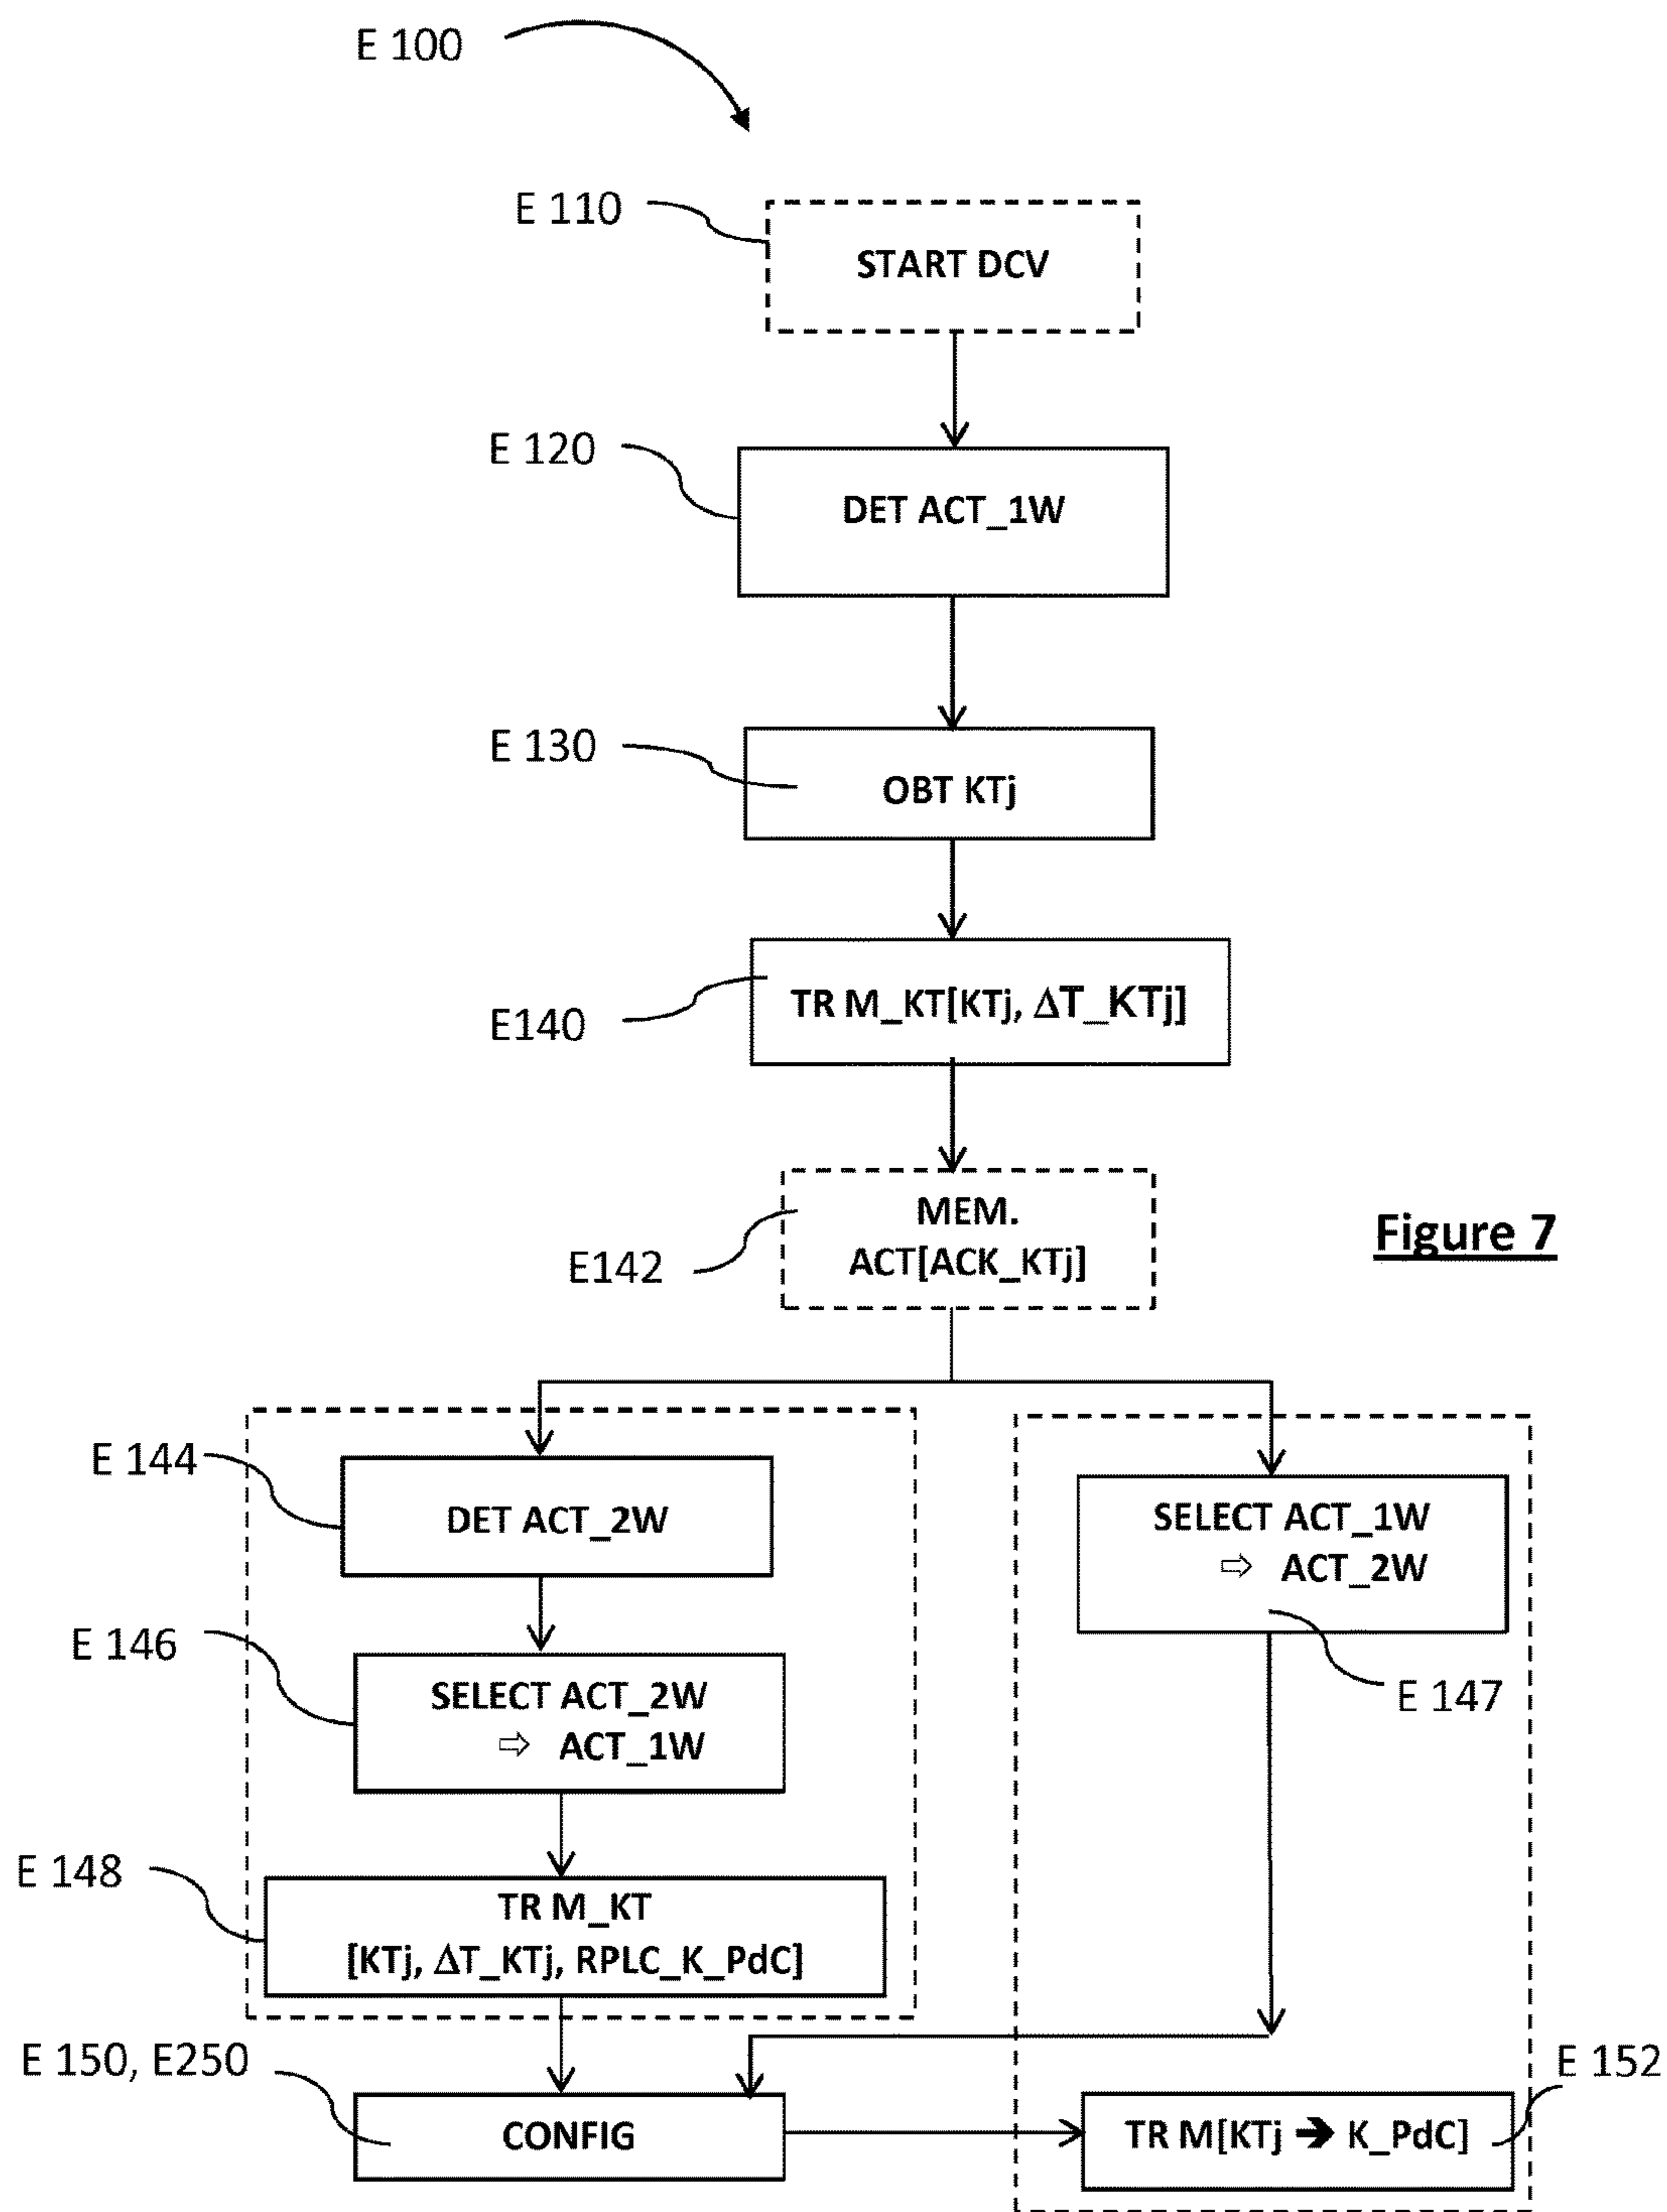 E 100
E 110
START DCV
E 120
DET ACT_1W
E 130
OBT KTj
E140
TR M_KT[KTj, ΔT_KTj]
E142
MEM.
ACT[ACK_KTj]
Figure 7
E 144
DET ACT_2W
SELECT ACT_1W
⇨ ACT_2W
E 147
E 146
SELECT ACT_2W
⇨ ACT_1W
E 148
TR M_KT
[KTj, ΔT_KTj, RPLC_K_PdC]
E 150, E250
CONFIG
E 152
TR M[KTj ➔ K_PdC]